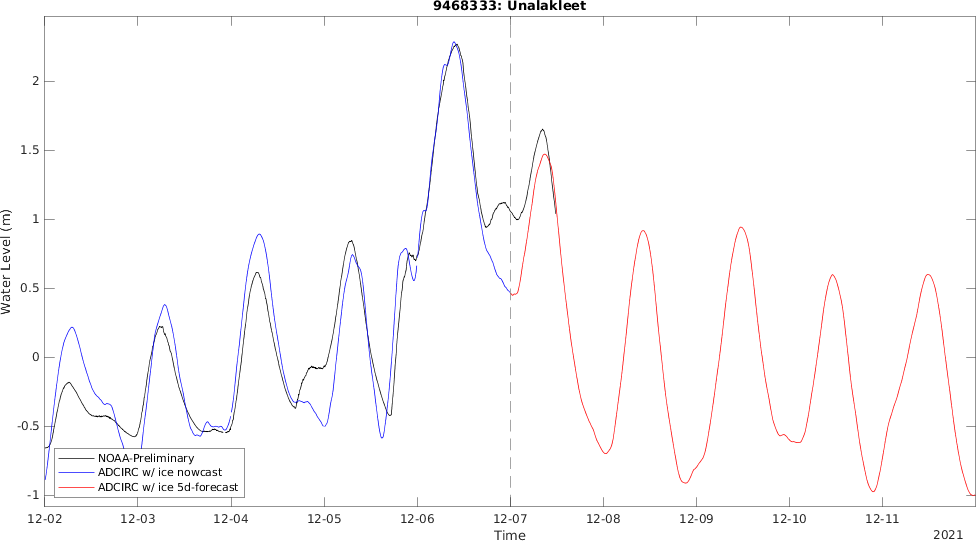 9468333: Unalakleet
Water Level (m)
2
1.5
1
0.5
0
-0.5
-1
NOAA-Preliminary
ADCIRC w/ ice nowcast
ADCIRC w/ ice 5d-forecast
12-02 12-03 12-04 12-05 12-06 12-07 12-08 12-09 12-10 12-11
Time
2021